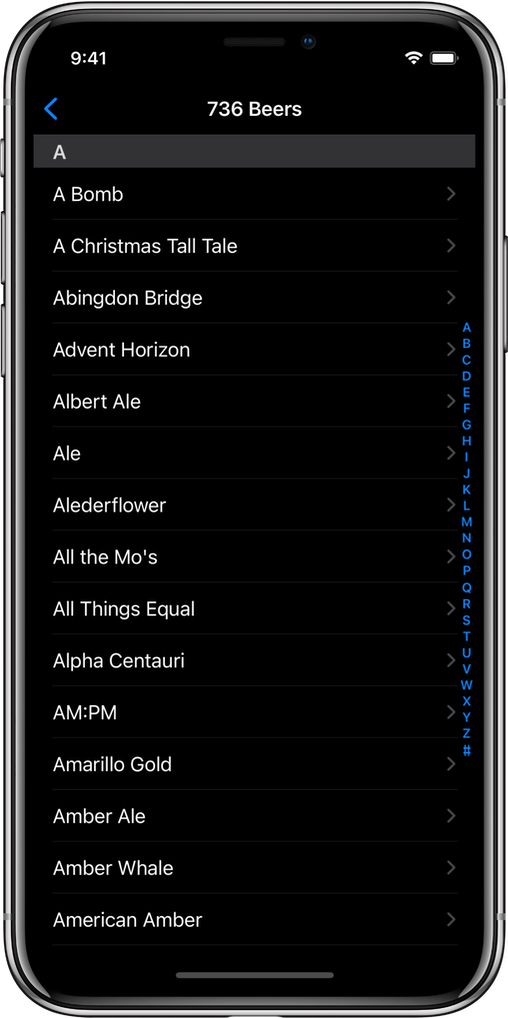 9:41
736 Beers
A
A Bomb
A Christmas Tall Tale
Abingdon Bridge
Advent Horizon
Albert Ale
Ale
Alederflower
All the Mo's
All Things Equal
Alpha Centauri
AM:PM
Amarillo Gold
Amber Ale
Amber Whale
American Amber
A
B
C
D
E
F
G
H
I
J
K
L
M
N
O
P
Q
R
S
T
U
V
W
X
Y
Z
#